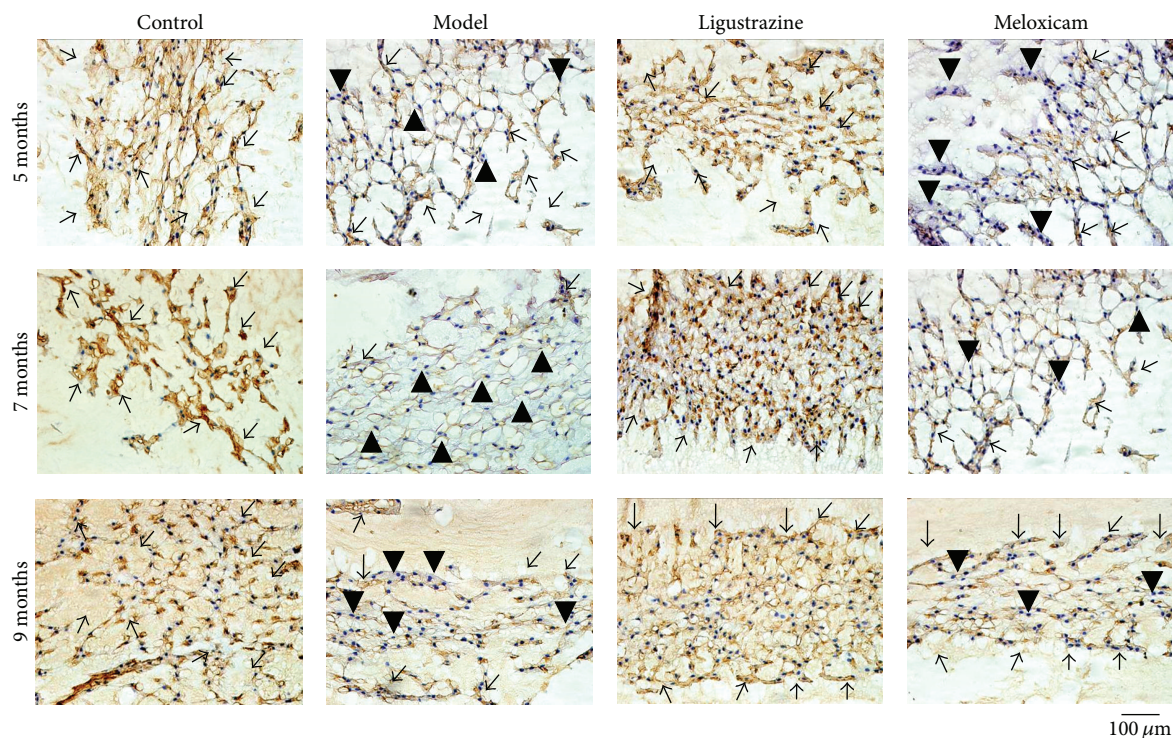 Control
Model
Ligustrazine
Meloxicam
5 months
7 months
9 months
100 μm